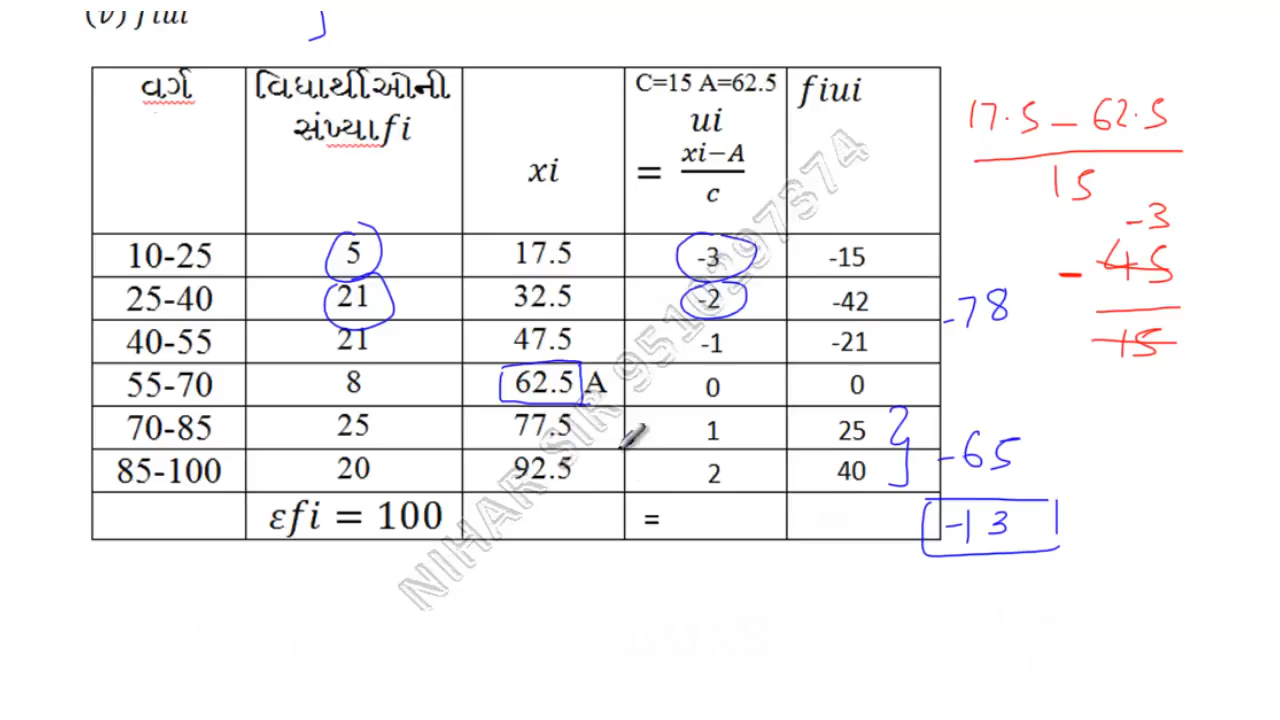 (v) fiui
વર્ગ વિધાર્થીઓની સંખ્યા fi xi C=15 A=62.5 ui = xi−A / c fiui
10-25 5 17.5 -3 -15
25-40 21 32.5 -2 -42
40-55 21 47.5 -1 -21
55-70 8 62.5 A 0 0
70-85 25 77.5 1 25
85-100 20 92.5 2 40
εfi = 100 =
-78
-65
-13
17.5 - 62.5
15
-3
- 45
15
NIHAR SIR 9510297374